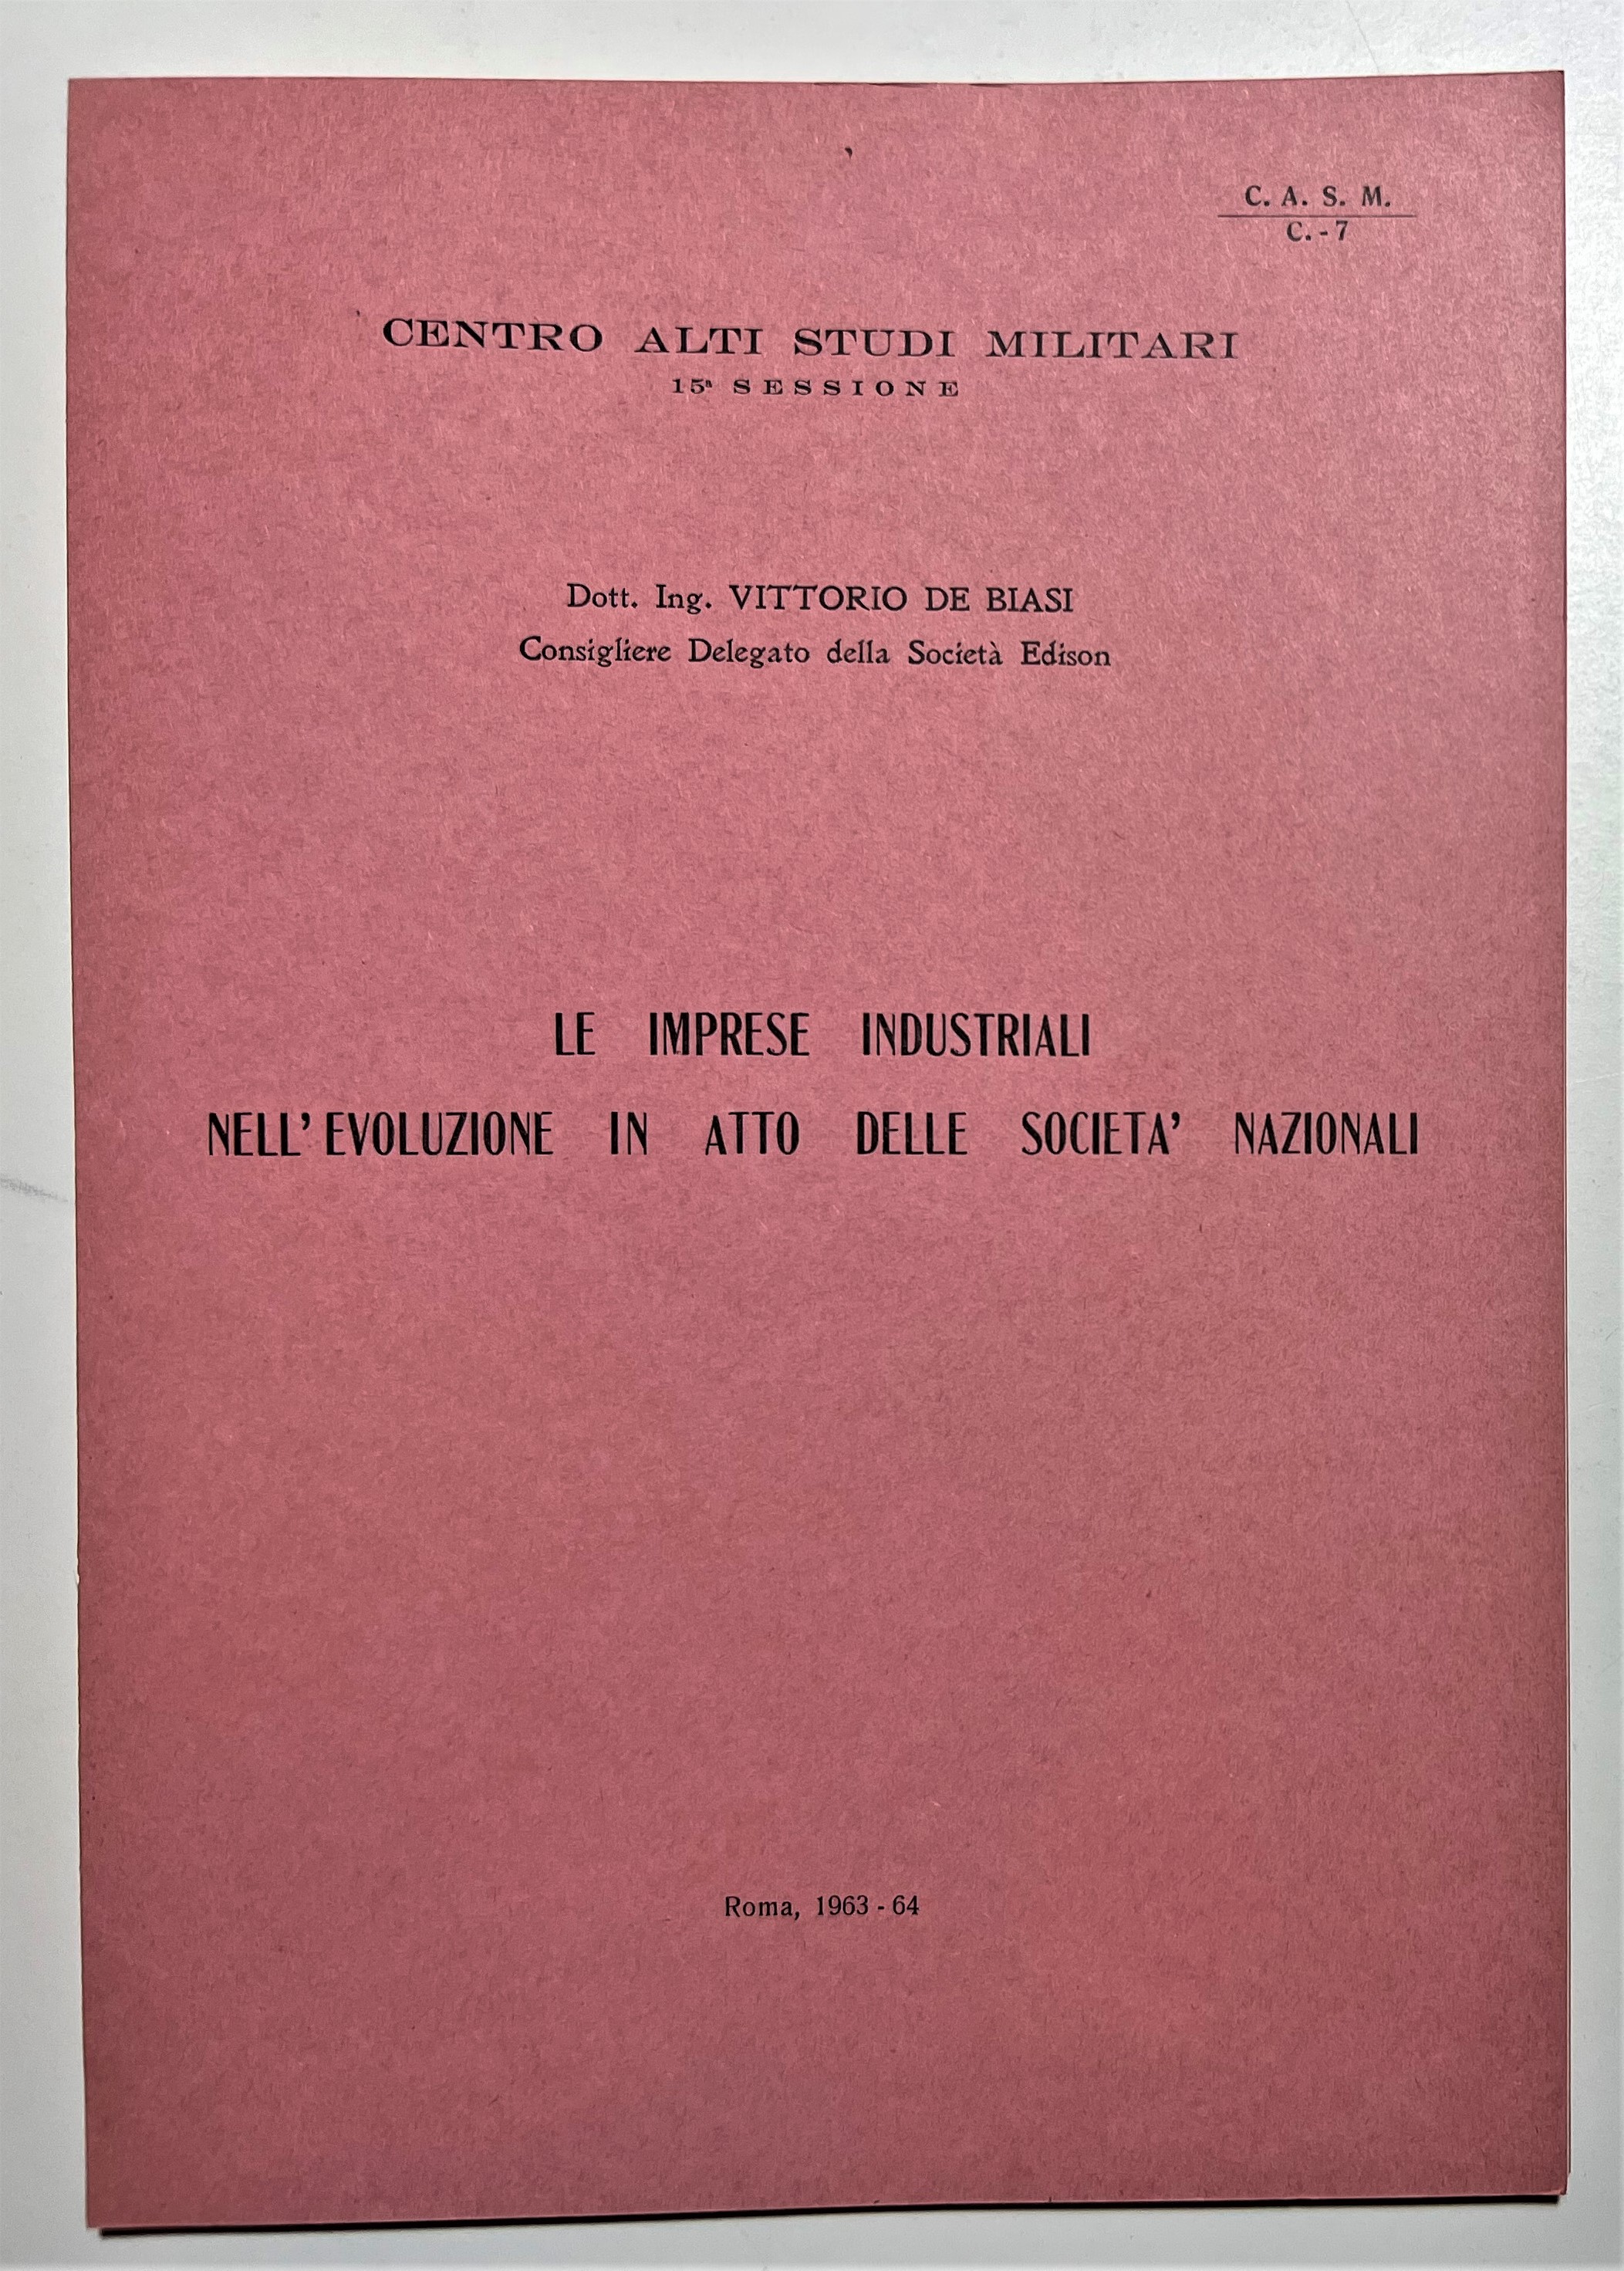 C. A. S. M.
C. - 7
CENTRO ALTI STUDI MILITARI
15ª SESSIONE
Dott. Ing. VITTORIO DE BIASI
Consigliere Delegato della Società Edison
LE IMPRESE INDUSTRIALI
NELL' EVOLUZIONE IN ATTO DELLE SOCIETA' NAZIONALI
Roma, 1963 - 64